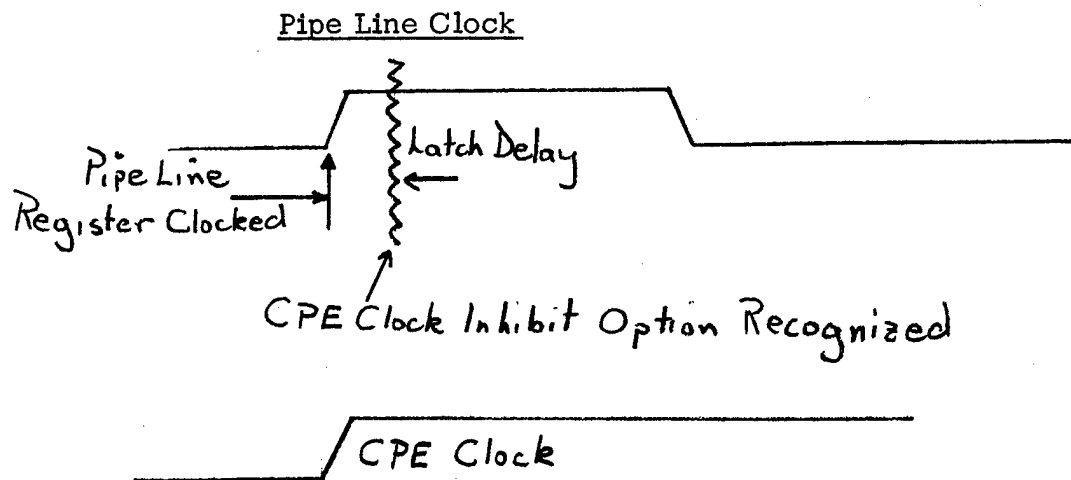 Pipe Line Clock
Latch Delay
Pipe Line
Register Clocked
CPE Clock Inhibit Option Recognized
CPE Clock